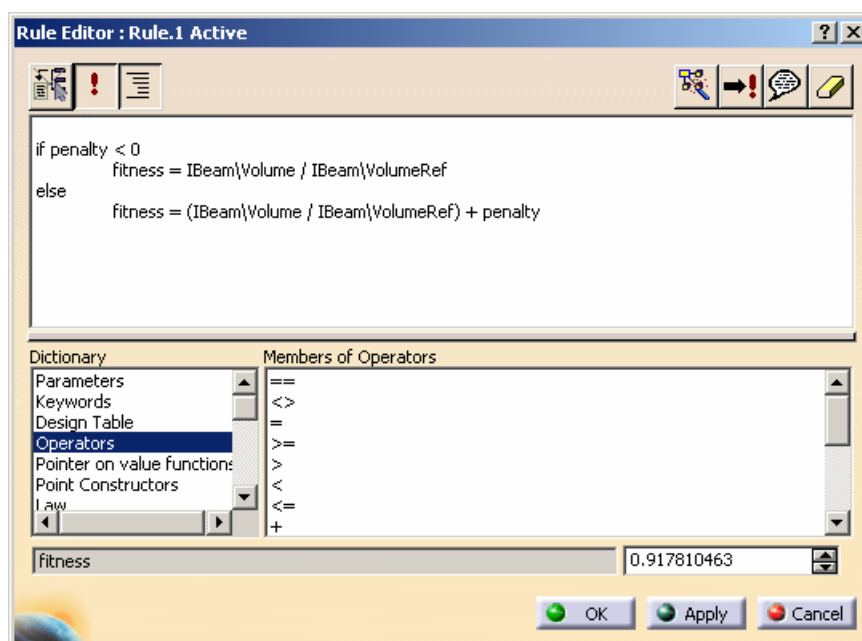 Rule Editor : Rule.1 Active
if penalty < 0
fitness = IBeam\Volume / IBeam\VolumeRef
else
fitness = (IBeam\Volume / IBeam\VolumeRef) + penalty
Dictionary
Members of Operators
Parameters
Keywords
Design Table
Operators
Pointer on value functions
Point Constructors
Law
==
<>
=
>=
>
<
<=
+
fitness
0.917810463
OK
Apply
Cancel